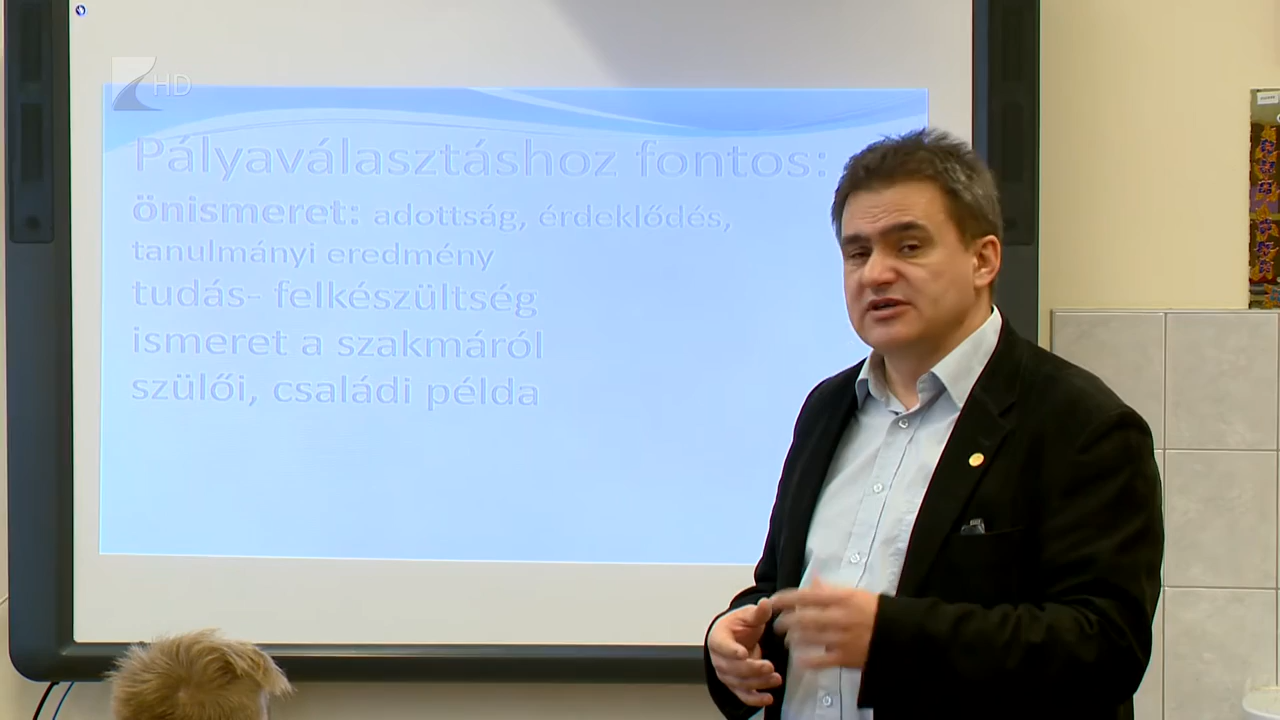 HD
Pályaválasztáshoz fontos:
önismeret: adottság, érdeklődés,
tanulmányi eredmény
tudás- felkészültség
ismeret a szakmáról
szülői, családi példa